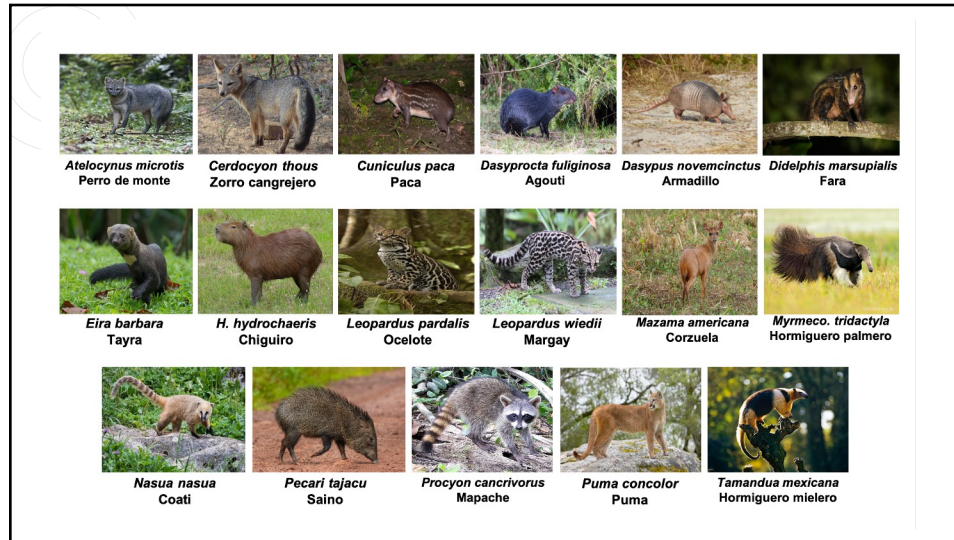 Atelocynus microtis
Perro de monte
Cerdocyon thous
Zorro cangrejero
Cuniculus paca
Paca
Dasyprocta fuliginosa
Agouti
Dasypus novemcinctus
Armadillo
Didelphis marsupialis
Fara
Eira barbara
Tayra
H. hydrochaeris
Chiguiro
Leopardus pardalis
Ocelote
Leopardus wiedii
Margay
Mazama americana
Corzuela
Myrmeco. tridactyla
Hormiguero palmero
Nasua nasua
Coati
Pecari tajacu
Saino
Procyon cancrivorus
Mapache
Puma concolor
Puma
Tamandua mexicana
Hormiguero mielero